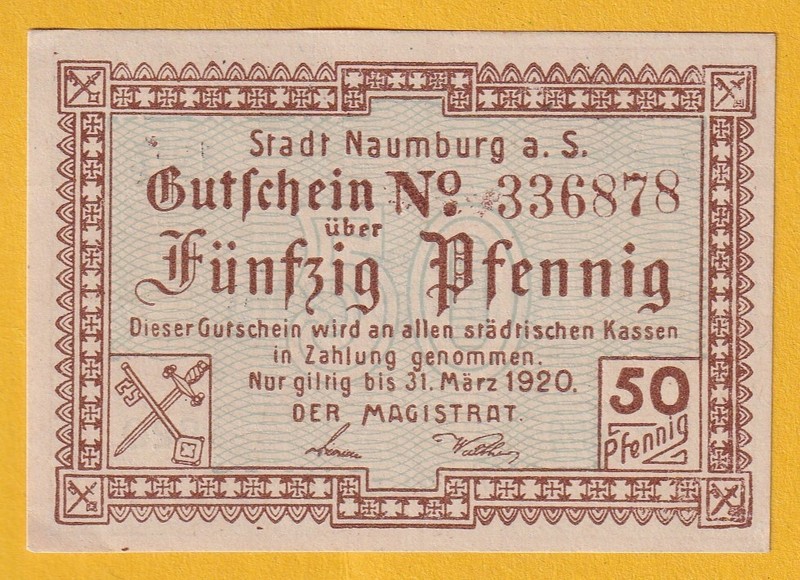 Stadt Naumburg a. S.
Gutschein No. 336878
über
Fünfzig Pfennig
Dieser Gutschein wird an allen städtischen Kassen
in Zahlung genommen.
Nur giltig bis 31. März 1920.
DER MAGISTRAT.
50
Pfennig